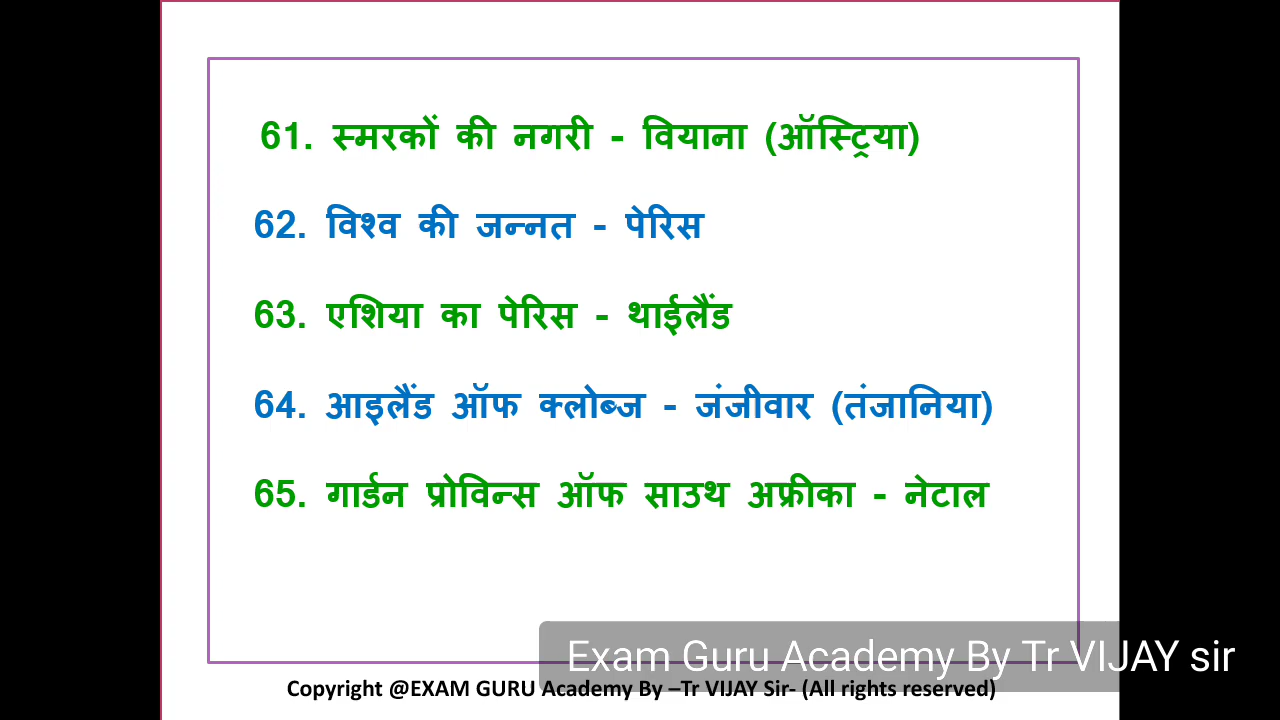 61. स्मरकों की नगरी - वियाना (ऑस्ट्रिया)
62. विश्व की जन्नत - पेरिस
63. एशिया का पेरिस - थाईलैंड
64. आइलैंड ऑफ क्लोब्ज - जंजीवार (तंजानिया)
65. गार्डन प्रोविन्स ऑफ साउथ अफ्रीका - नेटाल
Exam Guru Academy By Tr VIJAY sir
Copyright @EXAM GURU Academy By –Tr VIJAY Sir- (All rights reserved)